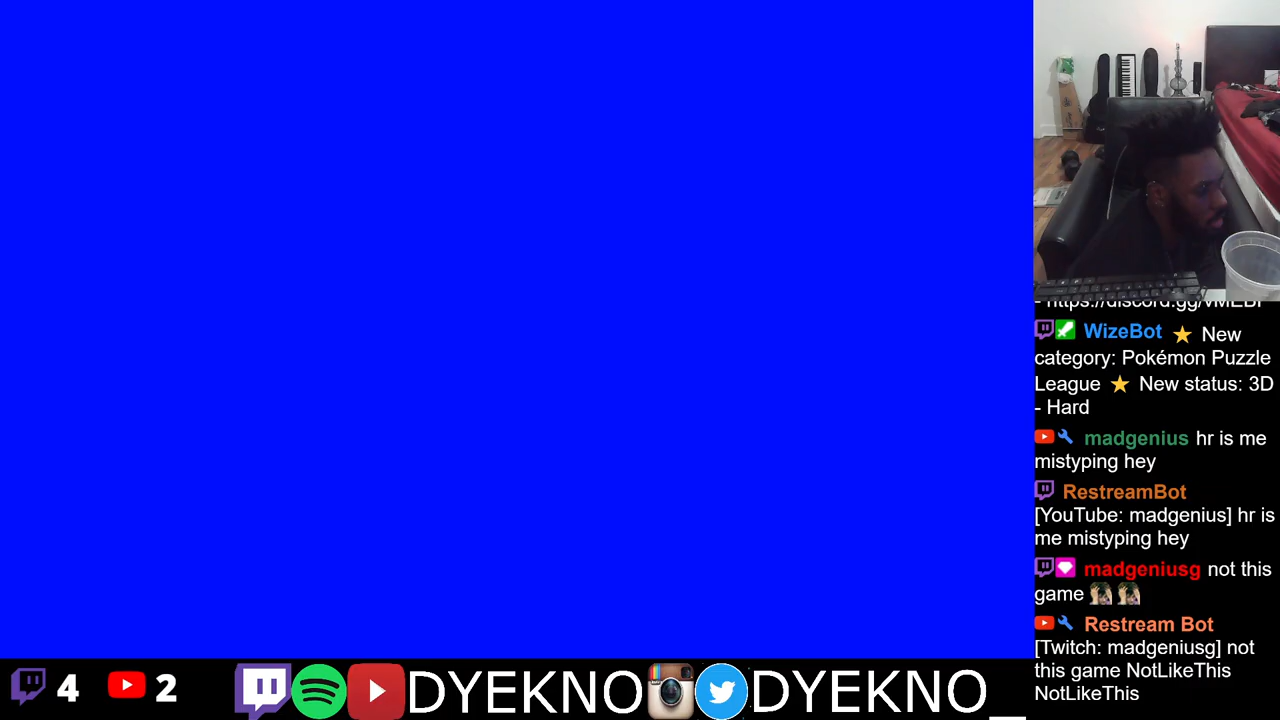 WizeBot ⭐ New
category: Pokémon Puzzle
League ⭐ New status: 3D
- Hard
madgenius hr is me
mistyping hey
RestreamBot
[YouTube: madgenius] hr is
me mistyping hey
madgeniusg not this
game
Restream Bot
[Twitch: madgeniusg] not
this game NotLikeThis
NotLikeThis
4 2 DYEKNO DYEKNO_